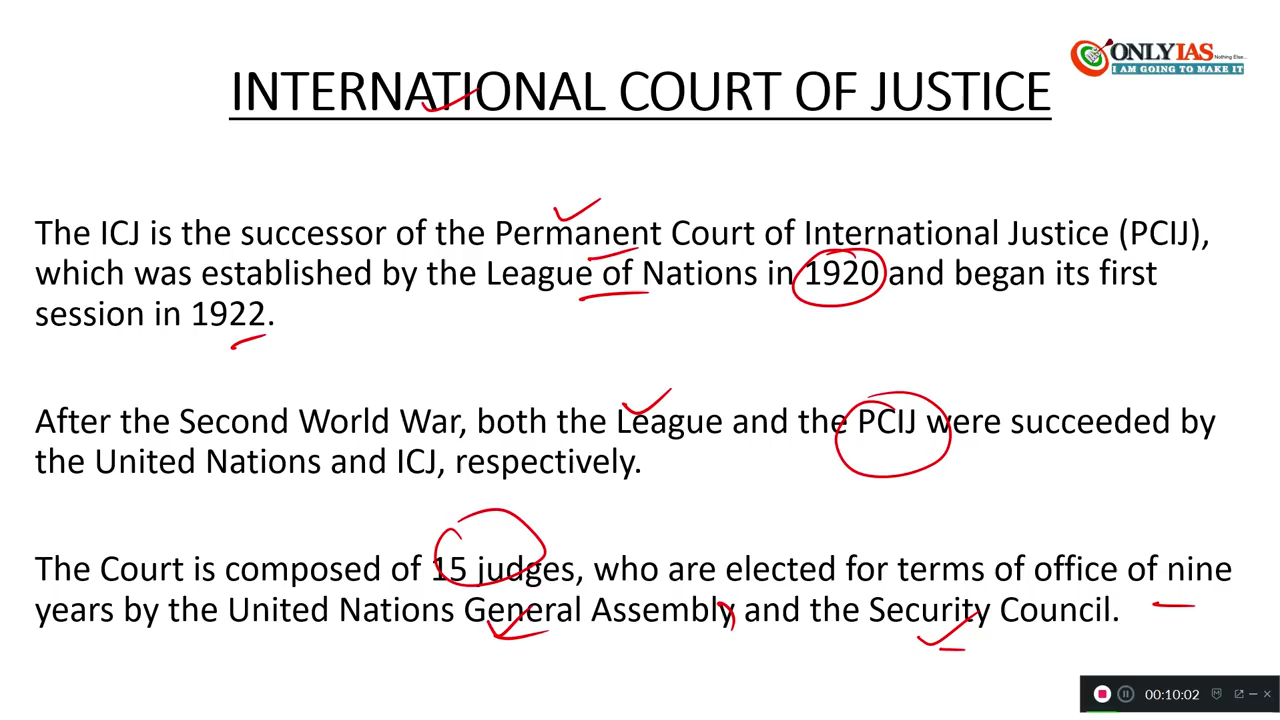 ONLYIAS
Nothing Else...
I AM GOING TO MAKE IT
INTERNATIONAL COURT OF JUSTICE
The ICJ is the successor of the Permanent Court of International Justice (PCIJ),
which was established by the League of Nations in 1920 and began its first
session in 1922.
After the Second World War, both the League and the PCIJ were succeeded by
the United Nations and ICJ, respectively.
The Court is composed of 15 judges, who are elected for terms of office of nine
years by the United Nations General Assembly and the Security Council.
00:10:02